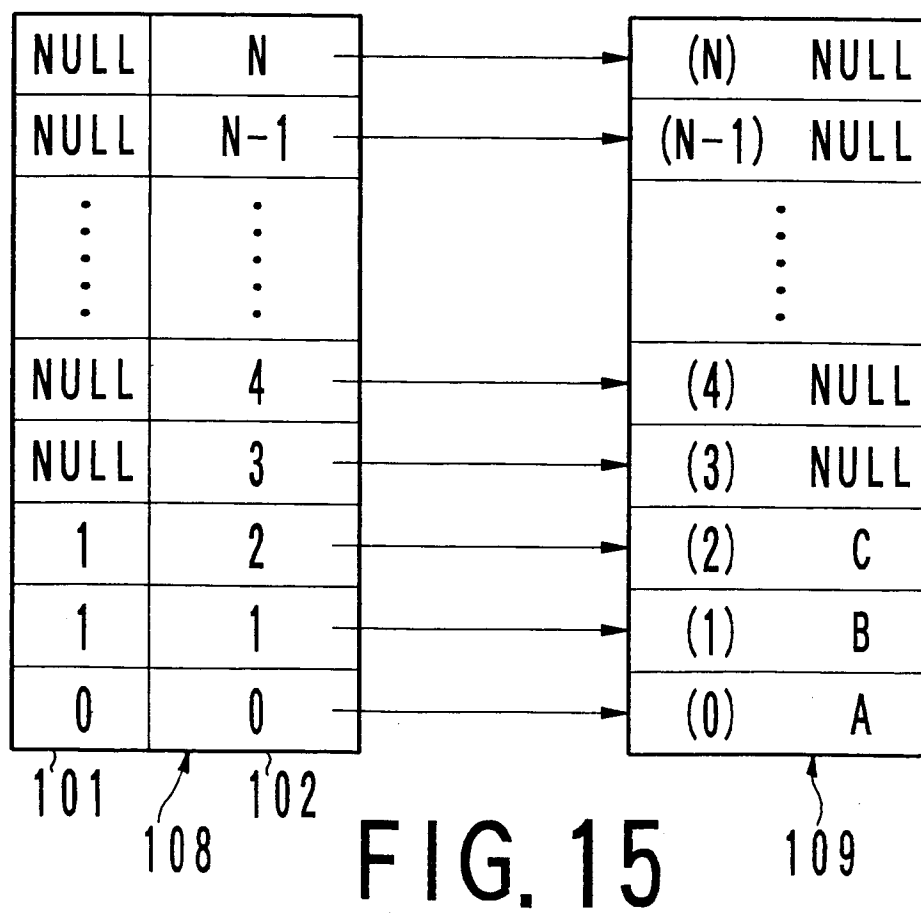 NULL N (N) NULL
NULL N-1 (N-1) NULL
NULL 4 (4) NULL
NULL 3 (3) NULL
1 2 (2) C
1 1 (1) B
0 0 (0) A
101 102
108 109
FIG. 15